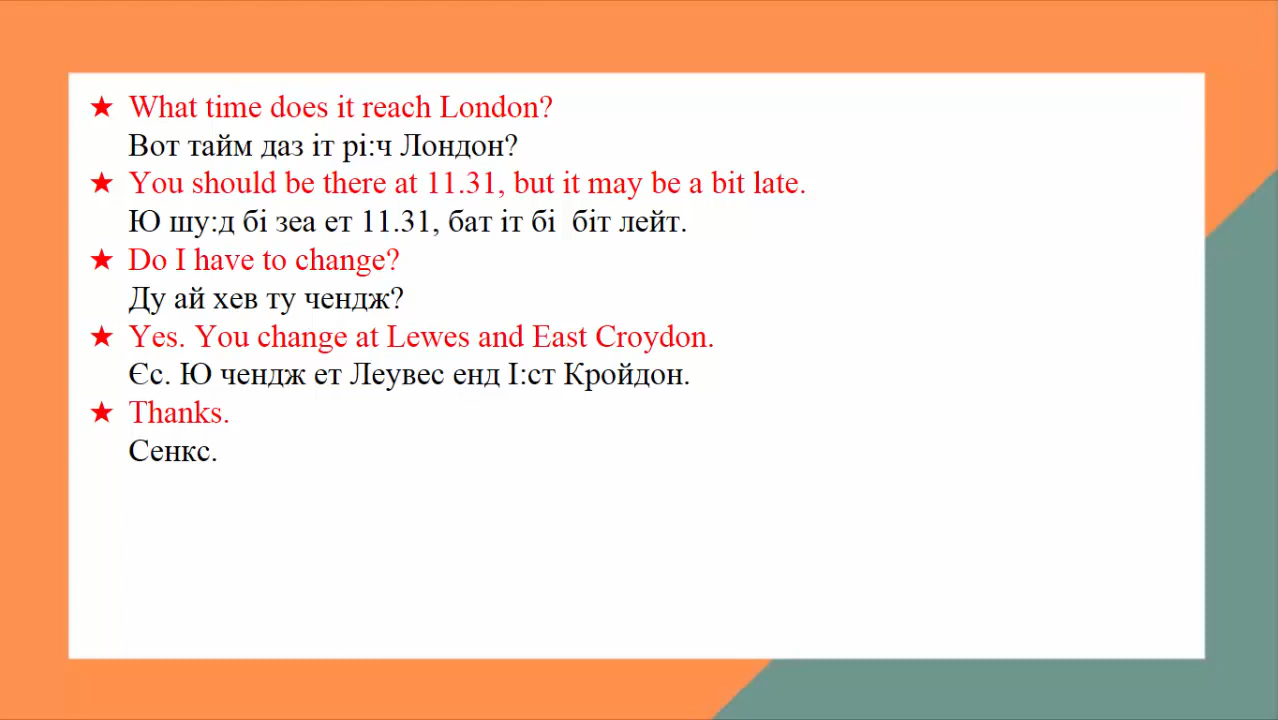 ★ What time does it reach London?
Вот тайм даз іт рі:ч Лондон?
★ You should be there at 11.31, but it may be a bit late.
Ю шу:д бі зеа ет 11.31, бат іт бі  біт лейт.
★ Do I have to change?
Ду ай хев ту чендж?
★ Yes. You change at Lewes and East Croydon.
Єс. Ю чендж ет Леувес енд І:ст Кройдон.
★ Thanks.
Сенкс.